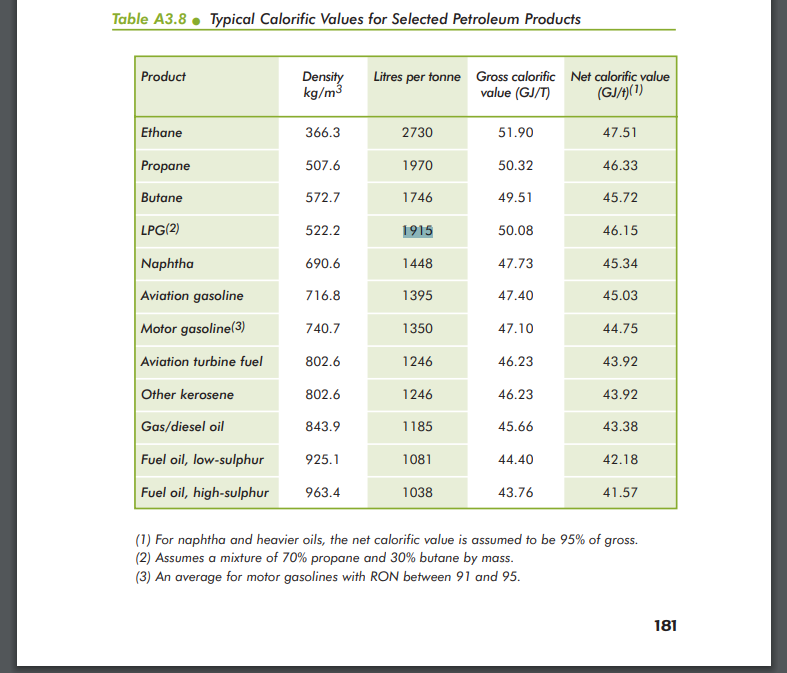 Table A3.8 ● Typical Calorific Values for Selected Petroleum Products
Product Density Litres per tonne Gross calorific Net calorific value
kg/m3 value (GJ/T) (GJ/t)(1)
Ethane 366.3 2730 51.90 47.51
Propane 507.6 1970 50.32 46.33
Butane 572.7 1746 49.51 45.72
LPG(2) 522.2 1915 50.08 46.15
Naphtha 690.6 1448 47.73 45.34
Aviation gasoline 716.8 1395 47.40 45.03
Motor gasoline(3) 740.7 1350 47.10 44.75
Aviation turbine fuel 802.6 1246 46.23 43.92
Other kerosene 802.6 1246 46.23 43.92
Gas/diesel oil 843.9 1185 45.66 43.38
Fuel oil, low-sulphur 925.1 1081 44.40 42.18
Fuel oil, high-sulphur 963.4 1038 43.76 41.57
(1) For naphtha and heavier oils, the net calorific value is assumed to be 95% of gross.
(2) Assumes a mixture of 70% propane and 30% butane by mass.
(3) An average for motor gasolines with RON between 91 and 95.
181